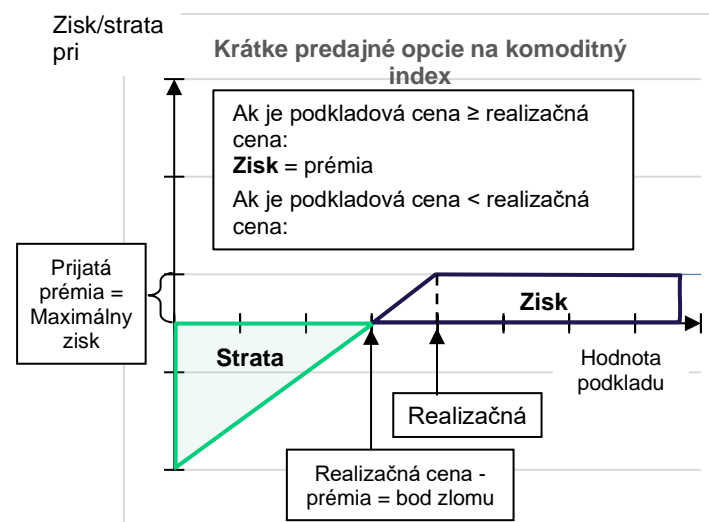 Zisk/strata
pri
Krátke predajné opcie na komoditný
index
Ak je podkladová cena ≥ realizačná
cena:
Zisk = prémia
Ak je podkladová cena < realizačná
cena:
Prijatá
prémia =
Maximálny
zisk
Zisk
Strata
Hodnota
podkladu
Realizačná
Realizačná cena -
prémia = bod zlomu